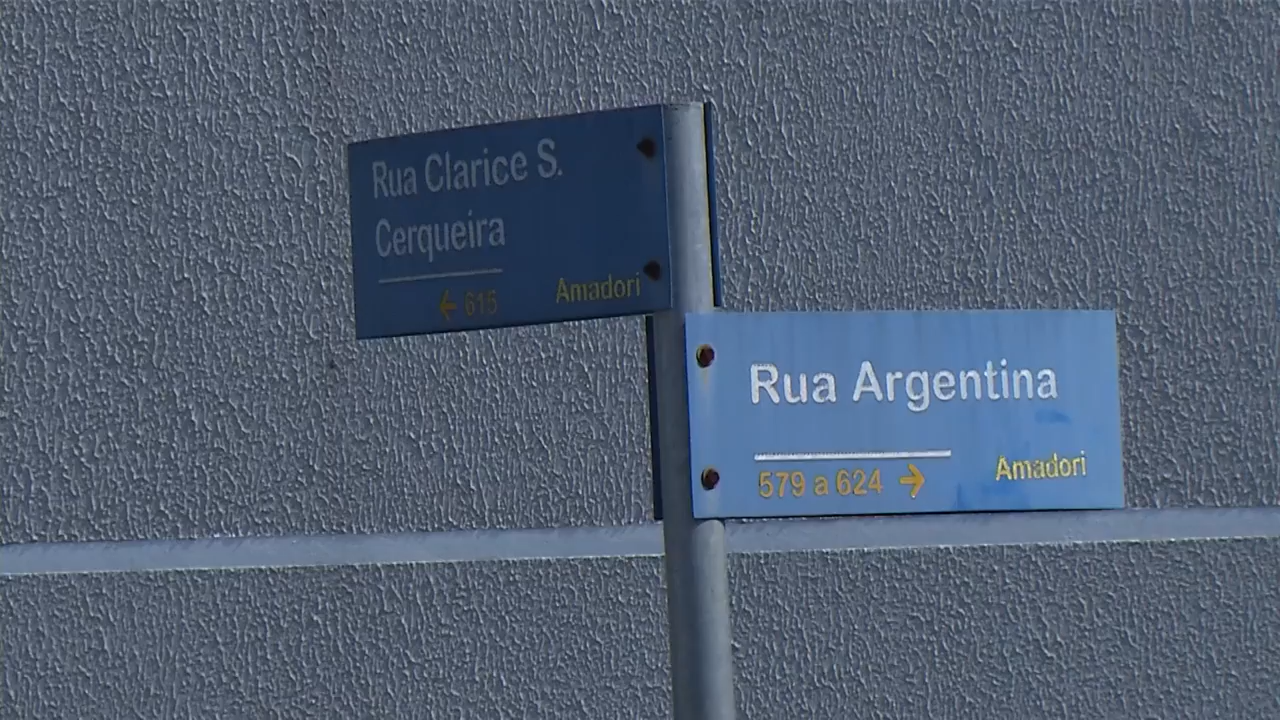 Rua Clarice S.
Cerqueira
← 615 Amadori
Rua Argentina
579 a 624 → Amadori